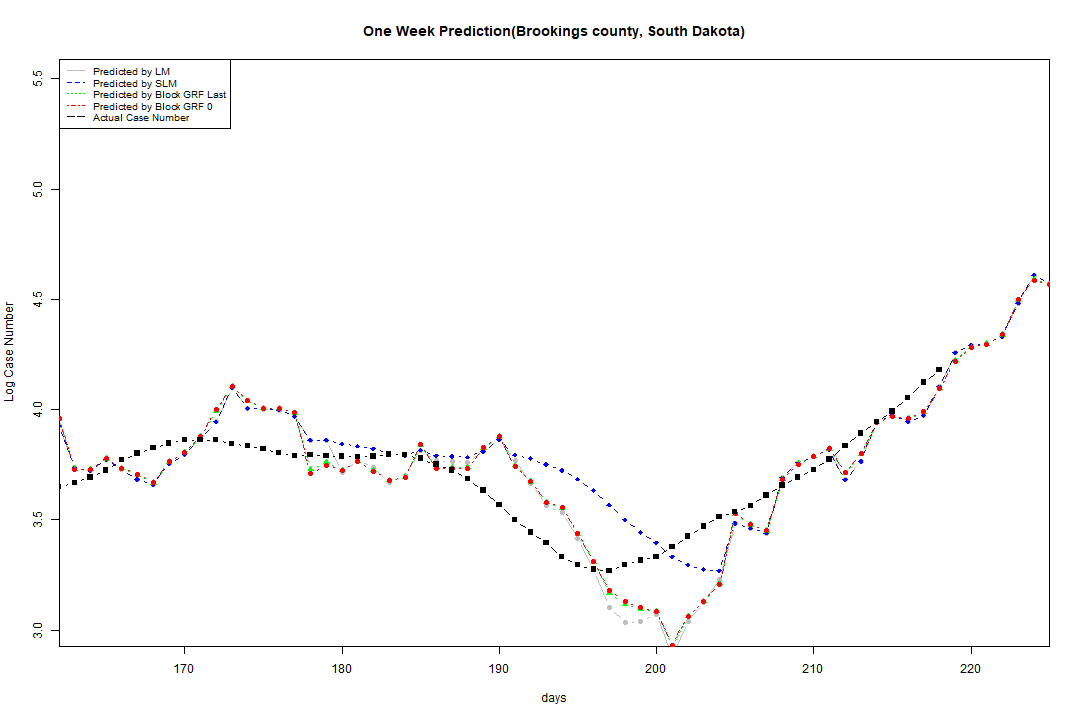 One Week Prediction(Brookings county, South Dakota)
Predicted by LM
Predicted by SLM
Predicted by Block GRF Last
Predicted by Block GRF 0
Actual Case Number
5.5
5.0
4.5
4.0
3.5
3.0
Log Case Number
170 180 190 200 210 220
days